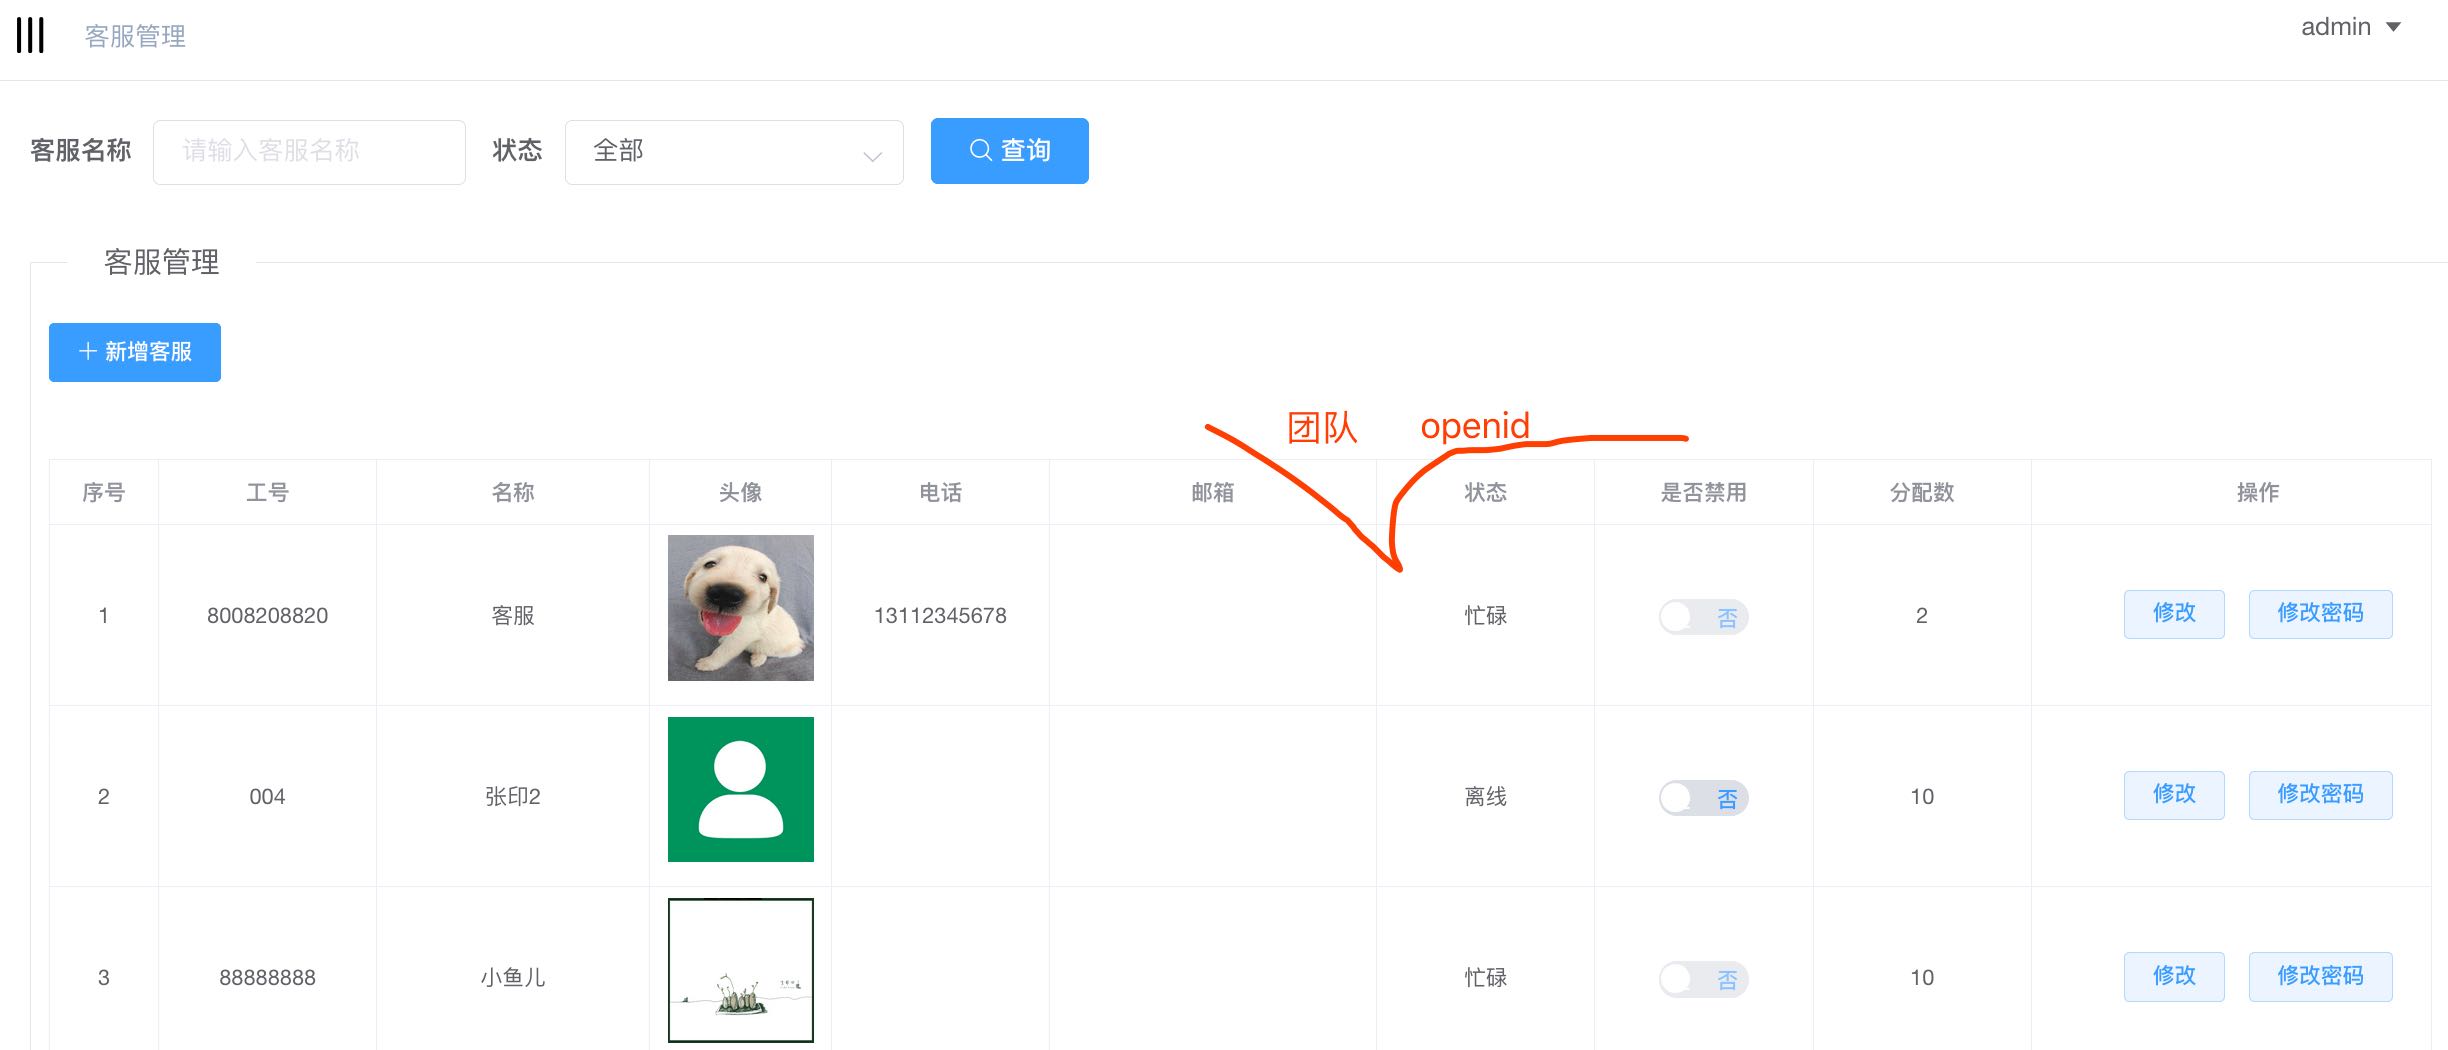 客服管理
admin
客服名称 请输入客服名称 状态 全部 查询
客服管理
新增客服
团队 openid
序号 工号 名称 头像 电话 邮箱 状态 是否禁用 分配数 操作
1 8008208820 客服 13112345678 忙碌 否 2 修改 修改密码
2 004 张印2 离线 否 10 修改 修改密码
3 88888888 小鱼儿 忙碌 否 10 修改 修改密码